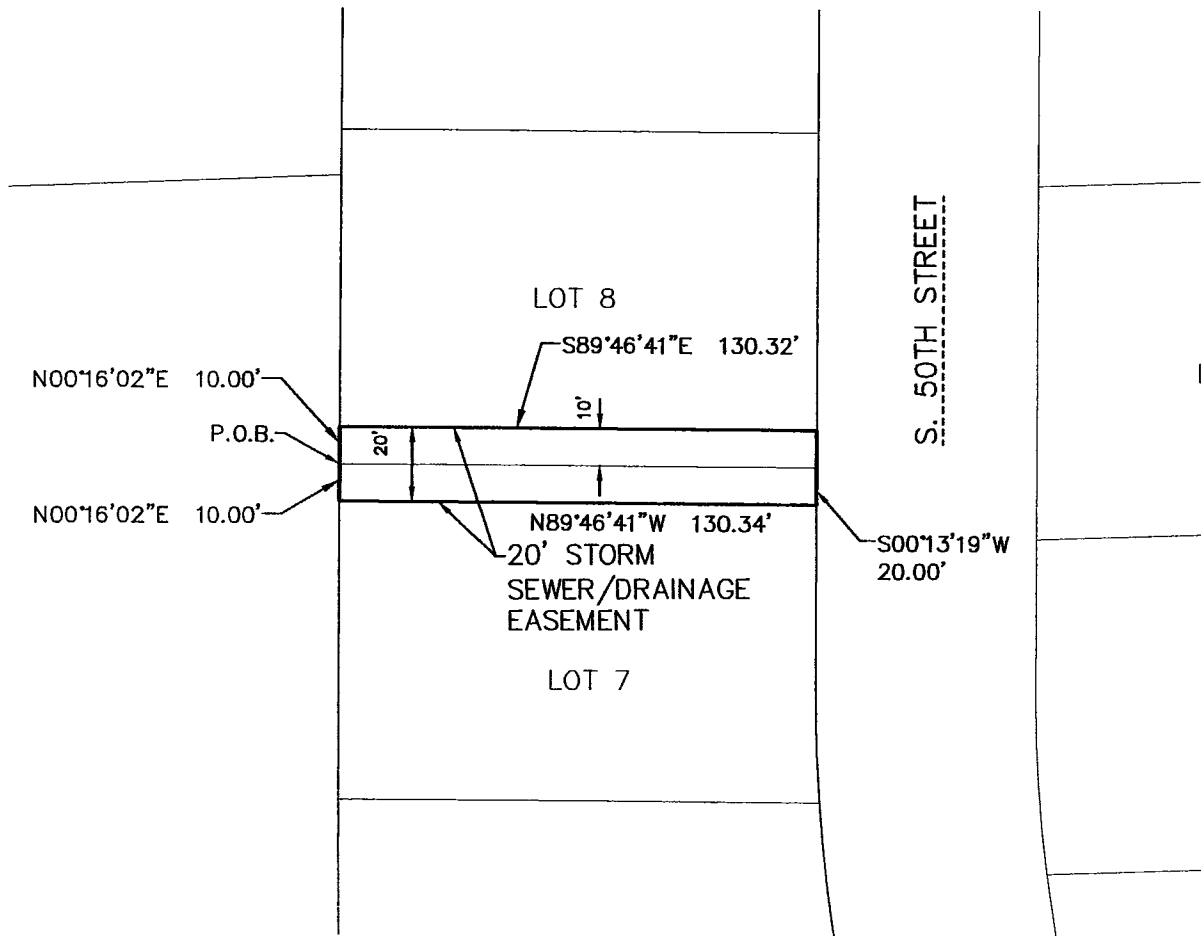 LOT 8
S89°46'41"E 130.32'
N00°16'02"E 10.00'
10'
P.O.B.
20'
N00°16'02"E 10.00'
N89°46'41"W 130.34'
20' STORM
SEWER/DRAINAGE
EASEMENT
S00°13'19"W
20.00'
LOT 7
S. 50TH STREET